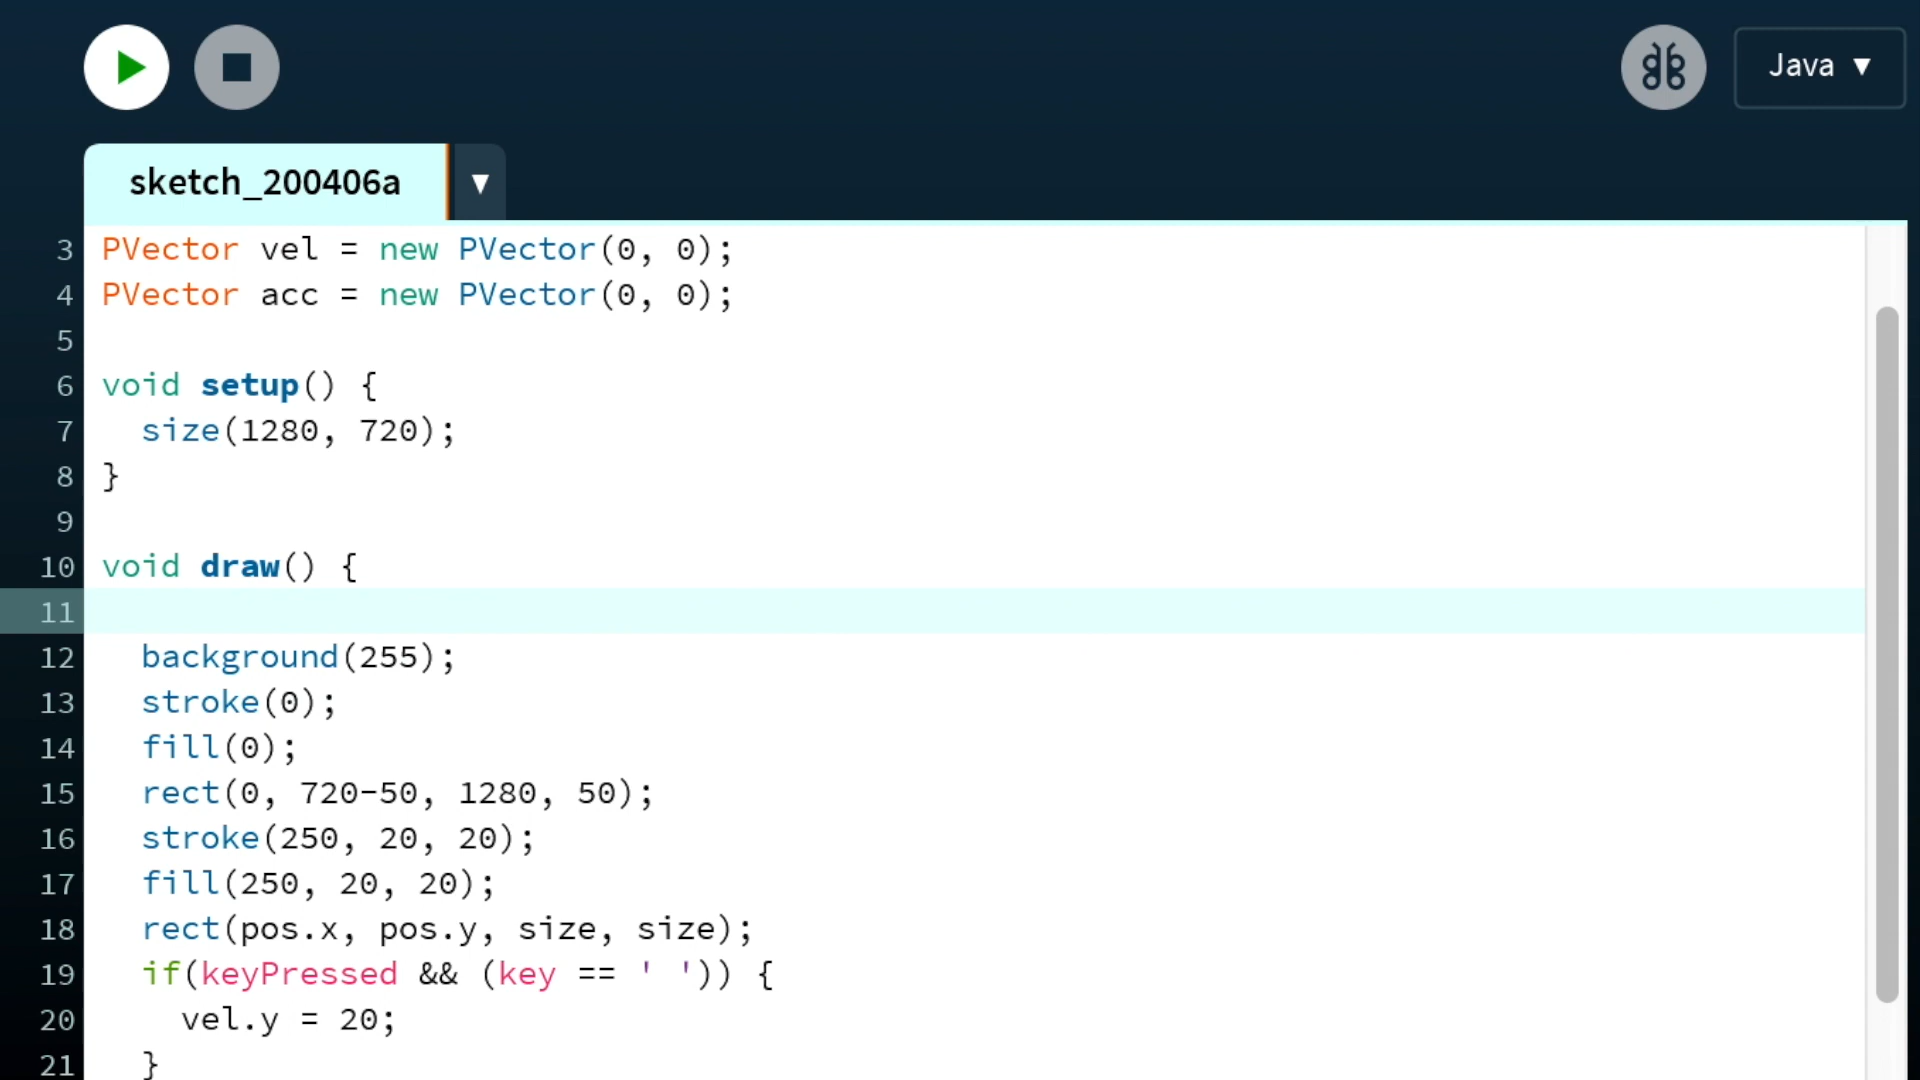 Java ▼
sketch_200406a ▼
3 PVector vel = new PVector(0, 0);
4 PVector acc = new PVector(0, 0);
5
6 void setup() {
7   size(1280, 720);
8 }
9
10 void draw() {
11
12   background(255);
13   stroke(0);
14   fill(0);
15   rect(0, 720-50, 1280, 50);
16   stroke(250, 20, 20);
17   fill(250, 20, 20);
18   rect(pos.x, pos.y, size, size);
19   if(keyPressed && (key == ' ')) {
20     vel.y = 20;
21   }